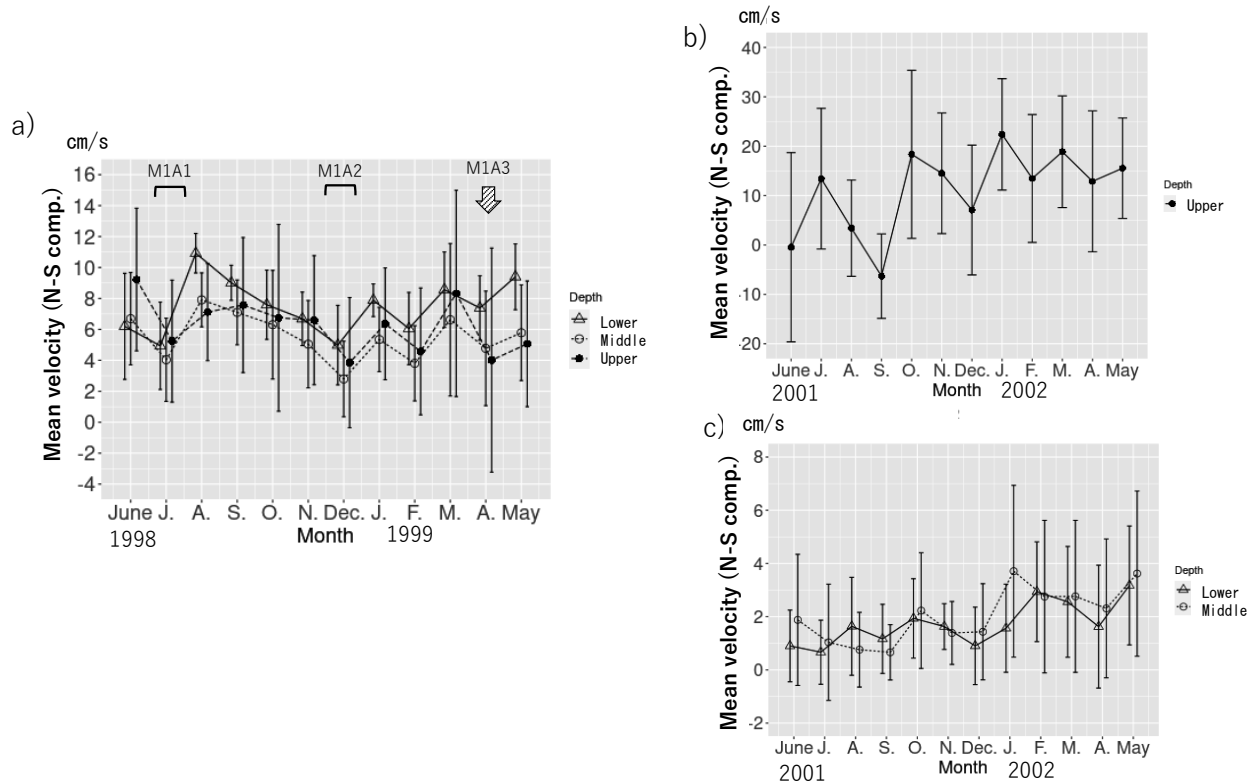 a)
cm/s
Mean velocity (N-S comp.)
16
14
12
10
8
6
4
2
0
-2
-4
M1A1
M1A2
M1A3
June J. A. S. O. N. Dec. J. F. M. A. May
1998 Month 1999
Depth
Lower
Middle
Upper
b)
cm/s
Mean velocity (N-S comp.)
40
30
20
10
0
-10
-20
June J. A. S. O. N. Dec. J. F. M. A. May
2001 Month 2002
Depth
Upper
c)
cm/s
Mean velocity (N-S comp.)
8
6
4
2
0
-2
June J. A. S. O. N. Dec. J. F. M. A. May
2001 Month 2002
Depth
Lower
Middle